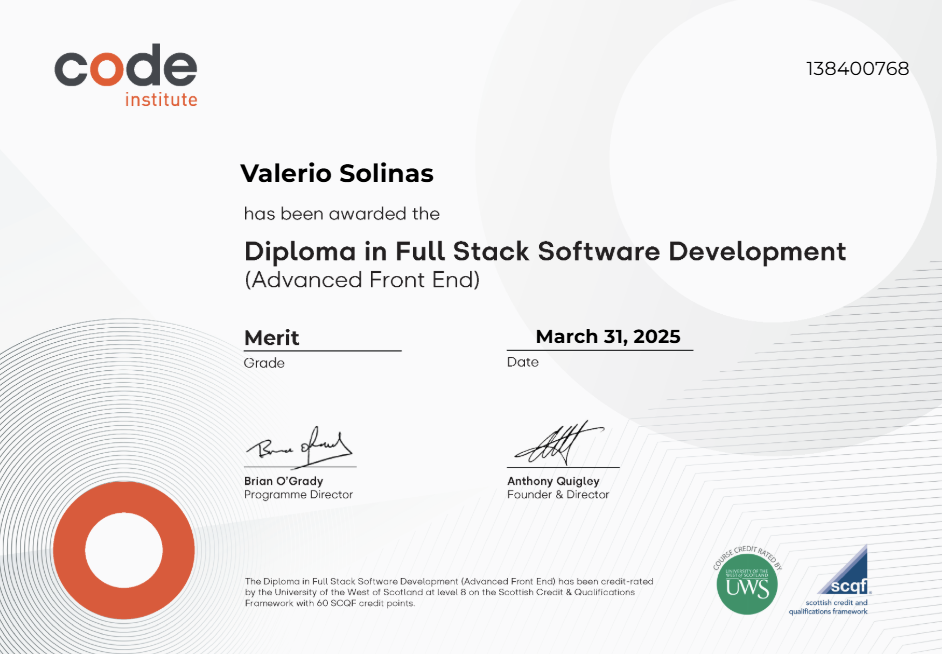 code
institute
138400768
Valerio Solinas
has been awarded the
Diploma in Full Stack Software Development
(Advanced Front End)
Merit
Grade
March 31, 2025
Date
Brian O'Grady
Programme Director
Anthony Quigley
Founder & Director
The Diploma in Full Stack Software Development (Advanced Front End) has been credit-rated
by the University of the West of Scotland at level 8 on the Scottish Credit & Qualifications
Framework with 60 SCQF credit points.
COURSE CREDIT RATED BY
UNIVERSITY OF THE
WEST of SCOTLAND
UWS
scqf
scottish credit and
qualifications framework